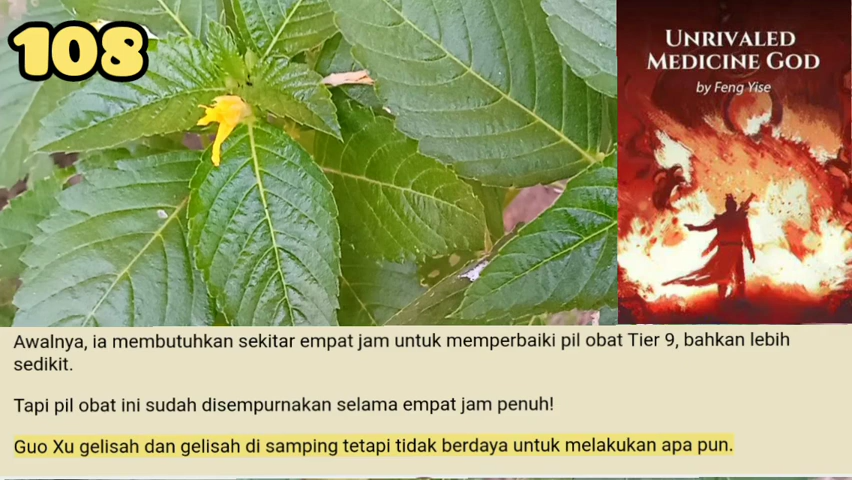 108
UNRIVALED
MEDICINE GOD
by Feng Yise
Awalnya, ia membutuhkan sekitar empat jam untuk memperbaiki pil obat Tier 9, bahkan lebih
sedikit.
Tapi pil obat ini sudah disempurnakan selama empat jam penuh!
Guo Xu gelisah dan gelisah di samping tetapi tidak berdaya untuk melakukan apa pun.